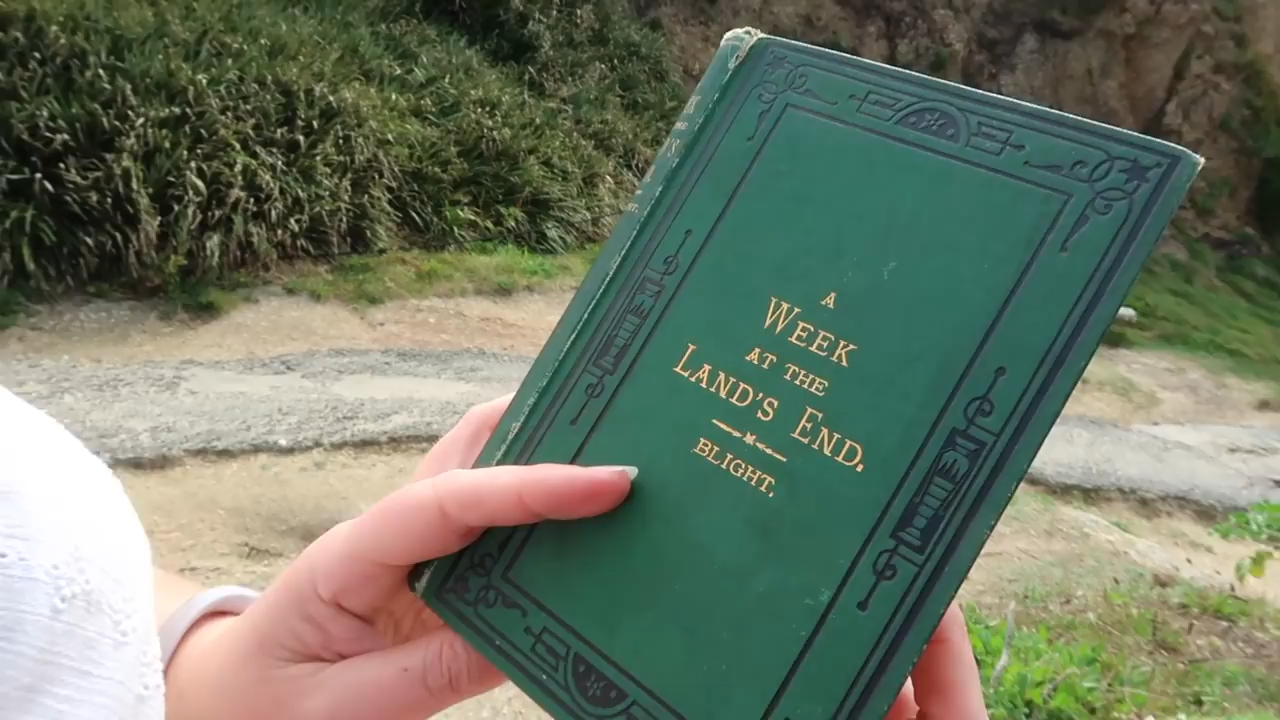 A
WEEK
AT THE
LAND'S END.
BLIGHT.